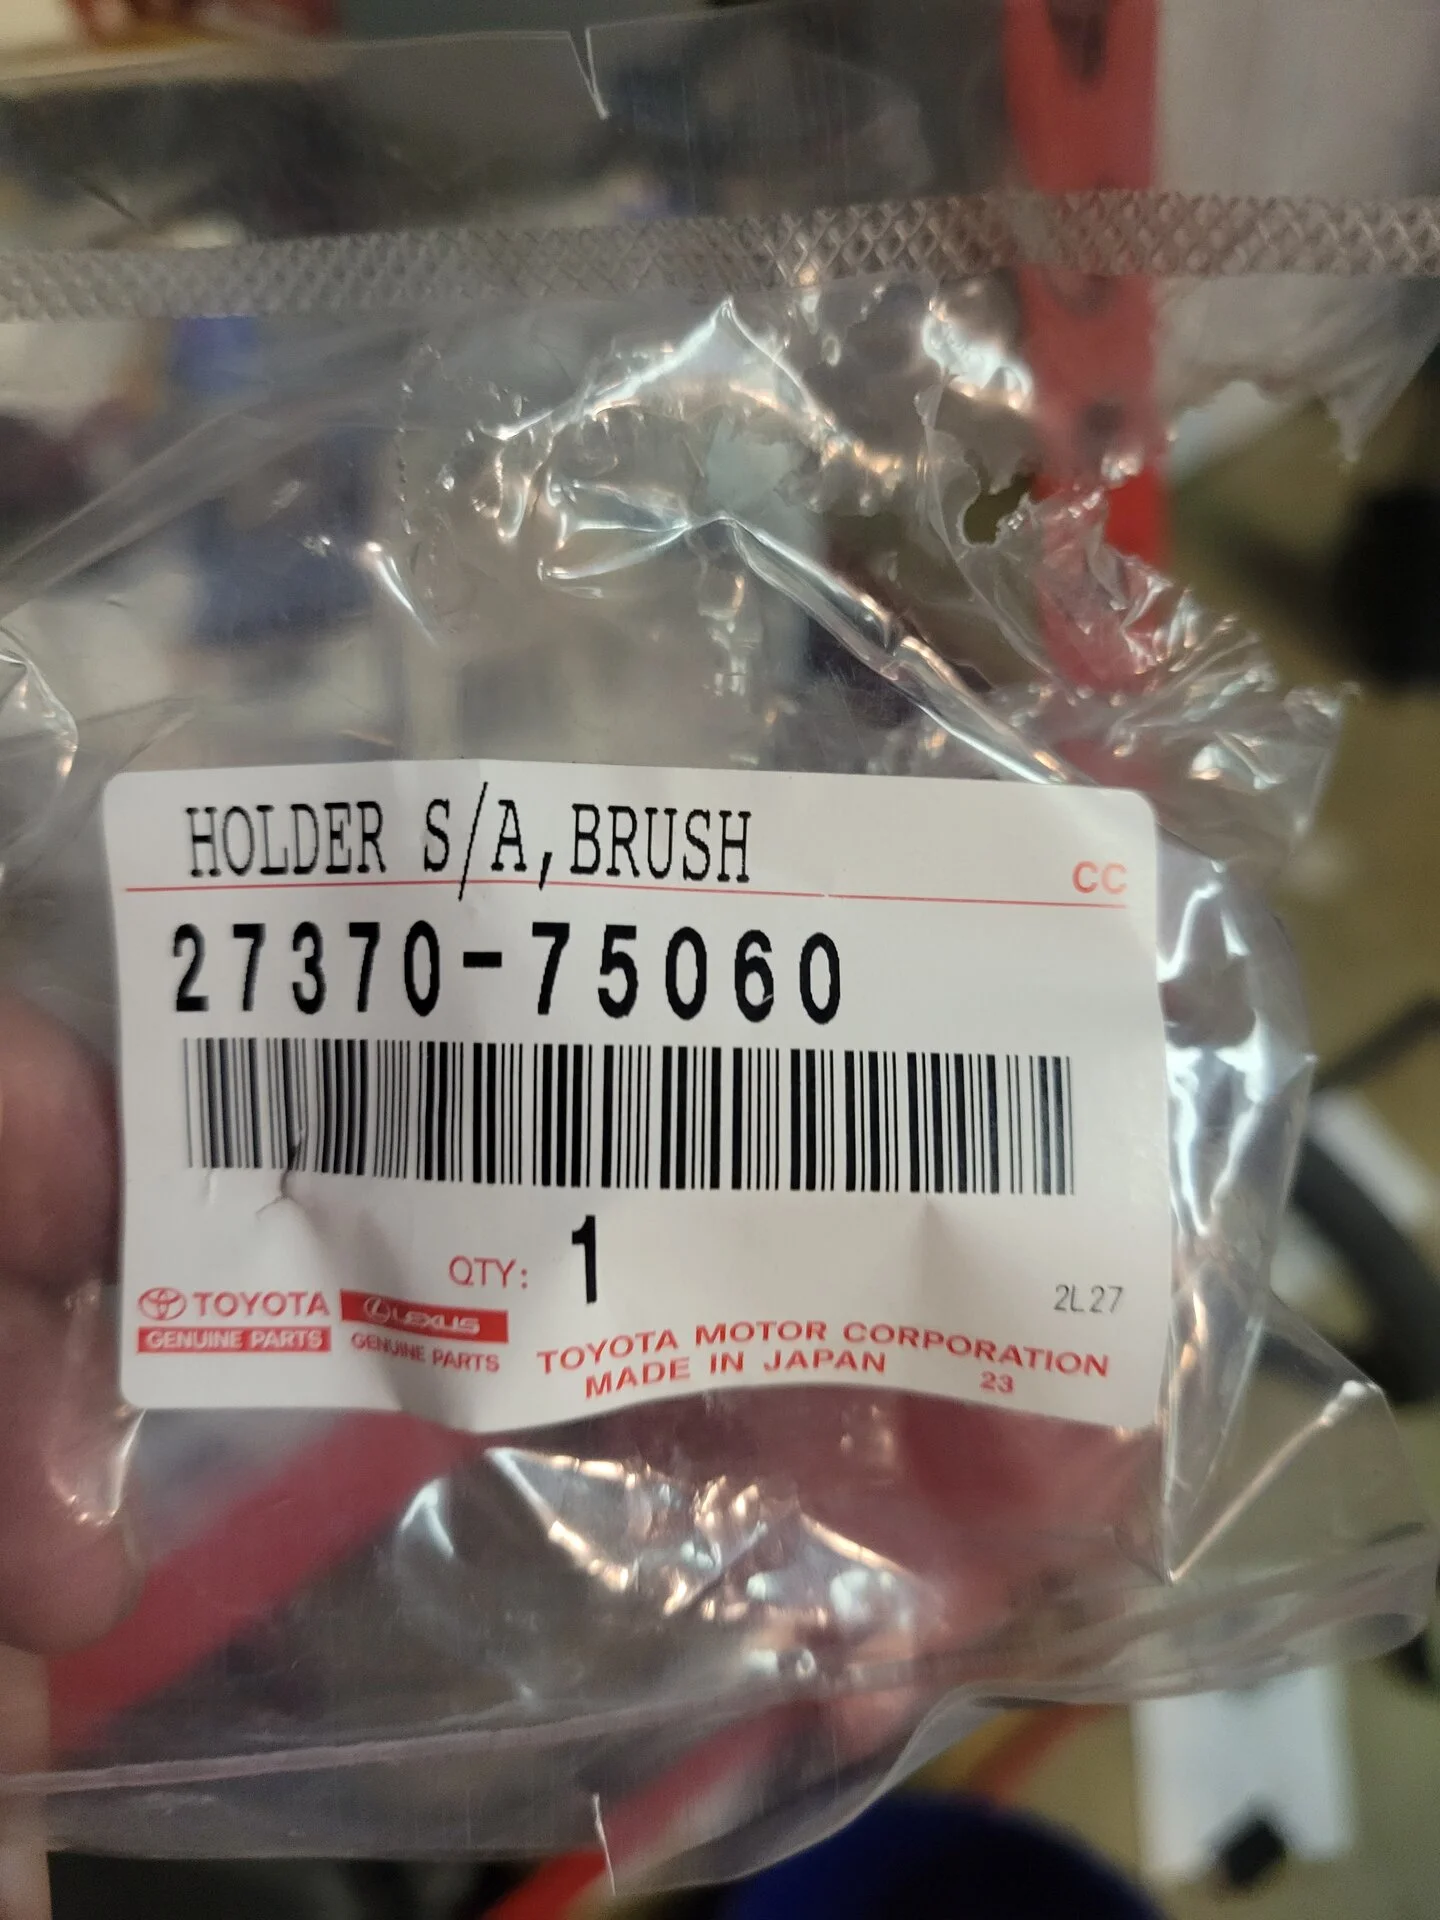 HOLDER S/A,BRUSH
CC
27370-75060
QTY: 1
2L27
TOYOTA
GENUINE PARTS
LEXUS
GENUINE PARTS
TOYOTA MOTOR CORPORATION
MADE IN JAPAN 23